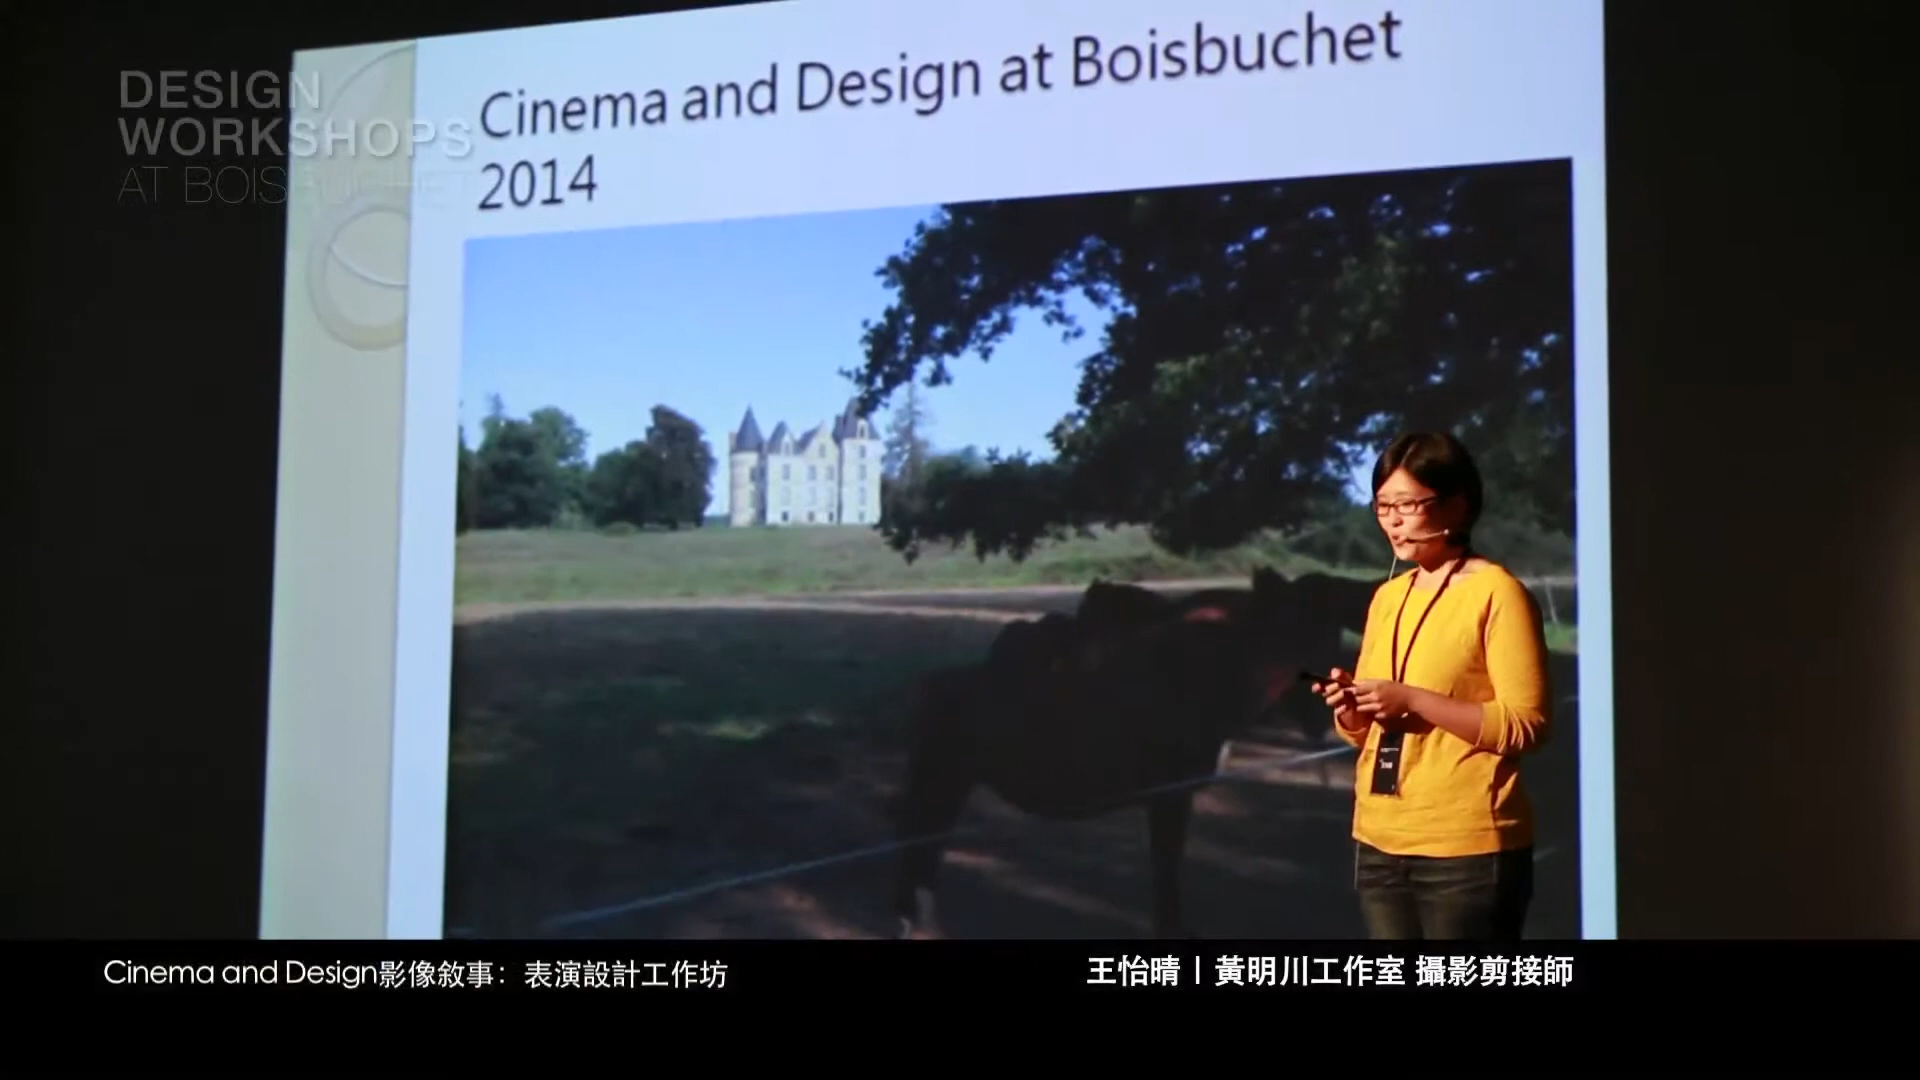 DESIGN
WORKSHOPS
AT BOISBUCHET
Cinema and Design at Boisbuchet
2014
Cinema and Design影像敘事：表演設計工作坊
王怡晴丨黃明川工作室 攝影剪接師